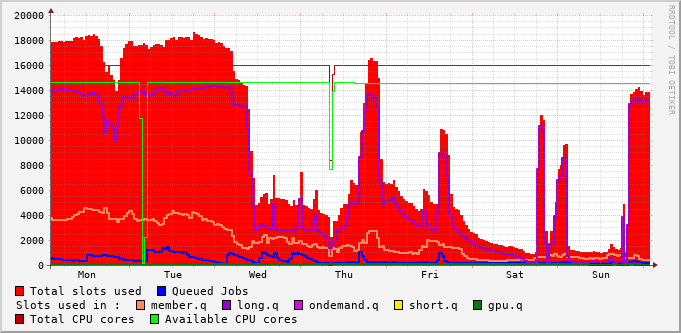 20000
18000
16000
14000
12000
10000
8000
6000
4000
2000
0
Mon Tue Wed Thu Fri Sat Sun
RRDTOOL / TOBI OETIKER
Total slots used Queued Jobs
Slots used in : member.q long.q ondemand.q short.q gpu.q
Total CPU cores Available CPU cores